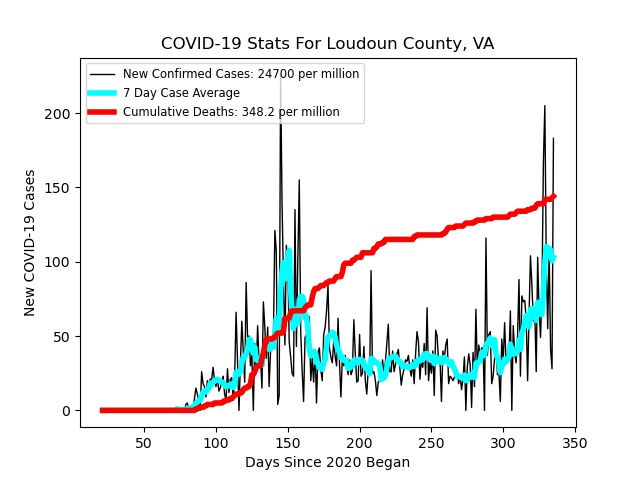 COVID-19 Stats For Loudoun County, VA
New Confirmed Cases: 24700 per million
7 Day Case Average
Cumulative Deaths: 348.2 per million
New COVID-19 Cases
200
150
100
50
0
50
100
150
200
250
300
350
Days Since 2020 Began